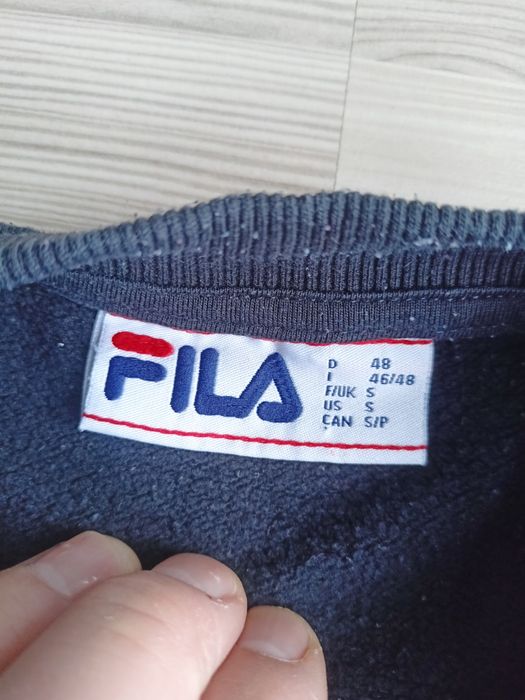 FILA
D 48
I 46/48
F/UK S
US S
CAN S/P